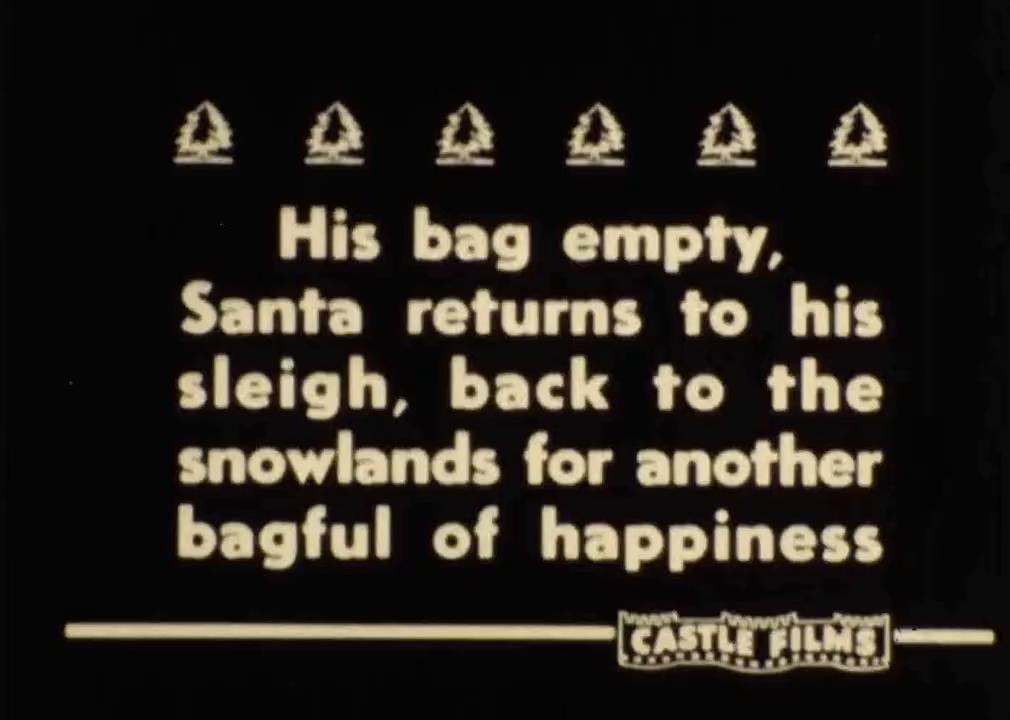 His bag empty,
Santa returns to his
sleigh, back to the
snowlands for another
bagful of happiness
CASTLE FILMS